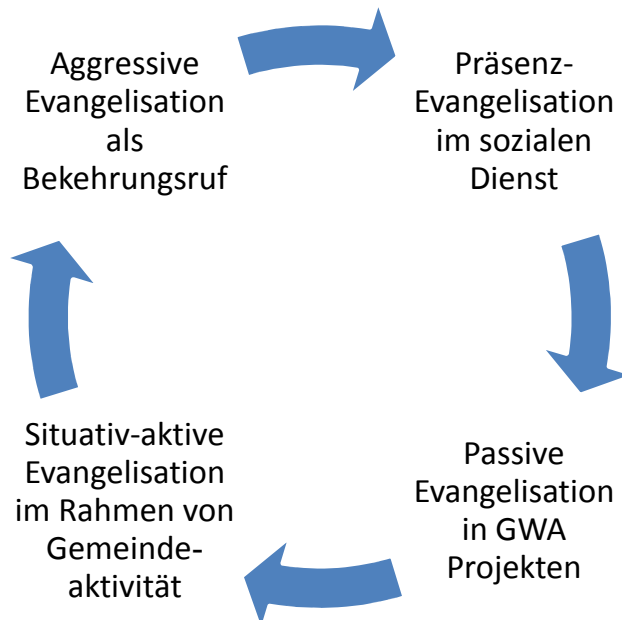 Aggressive
Evangelisation
als
Bekehrungsruf
Präsenz-
Evangelisation
im sozialen
Dienst
Passive
Evangelisation
in GWA
Projekten
Situativ-aktive
Evangelisation
im Rahmen von
Gemeinde-
aktivität